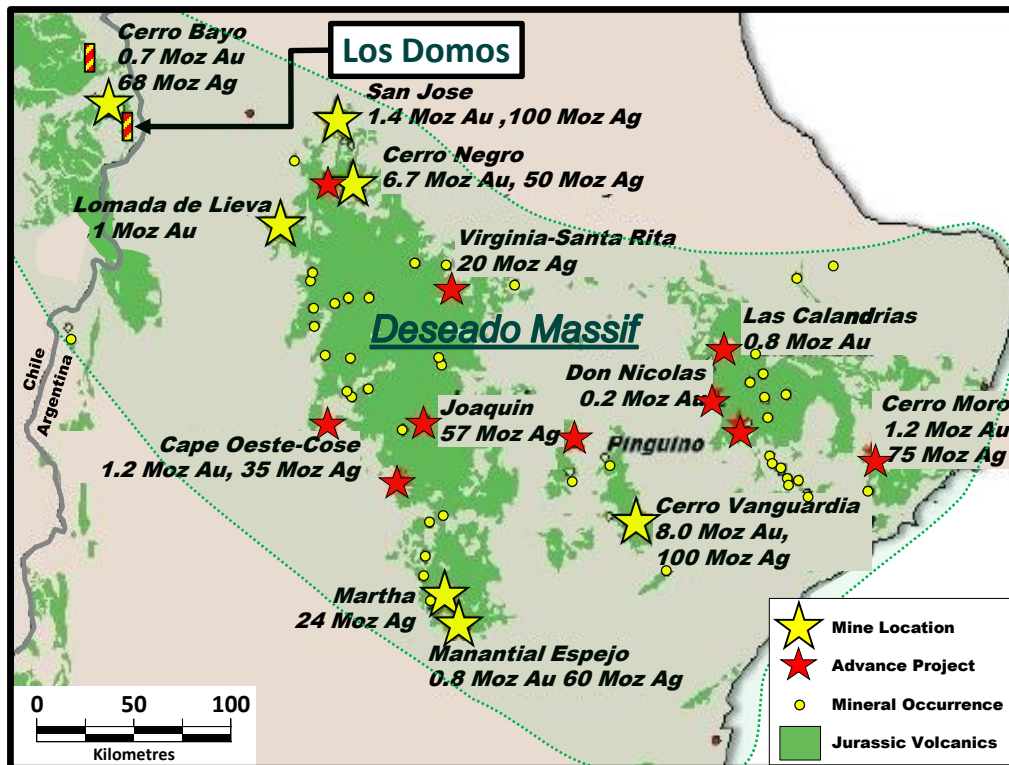 Cerro Bayo
0.7 Moz Au
68 Moz Ag
Los Domos
San Jose
1.4 Moz Au ,100 Moz Ag
Cerro Negro
6.7 Moz Au, 50 Moz Ag
Lomada de Lieva
.1 Moz Au
Virginia-Santa Rita
20 Moz Ag
Deseado Massif
Las Calandrias
0.8 Moz Au
Chile
Argentina
Don Nicolas
0.2 Moz Au
Joaquin
57 Moz Ag
Pinguino
Cerro Moro
1.2 Moz Au
.75 Moz Ag
Cape Oeste-Cose
1.2 Moz Au, 35 Moz Ag
Cerro Vanguardia
8.0 Moz Au,
100 Moz Ag
Martha
24 Moz Ag
Manantial Espejo
0.8 Moz Au 60 Moz Ag
Mine Location
Advance Project
Mineral Occurrence
Jurassic Volcanics
0 50 100
Kilometres